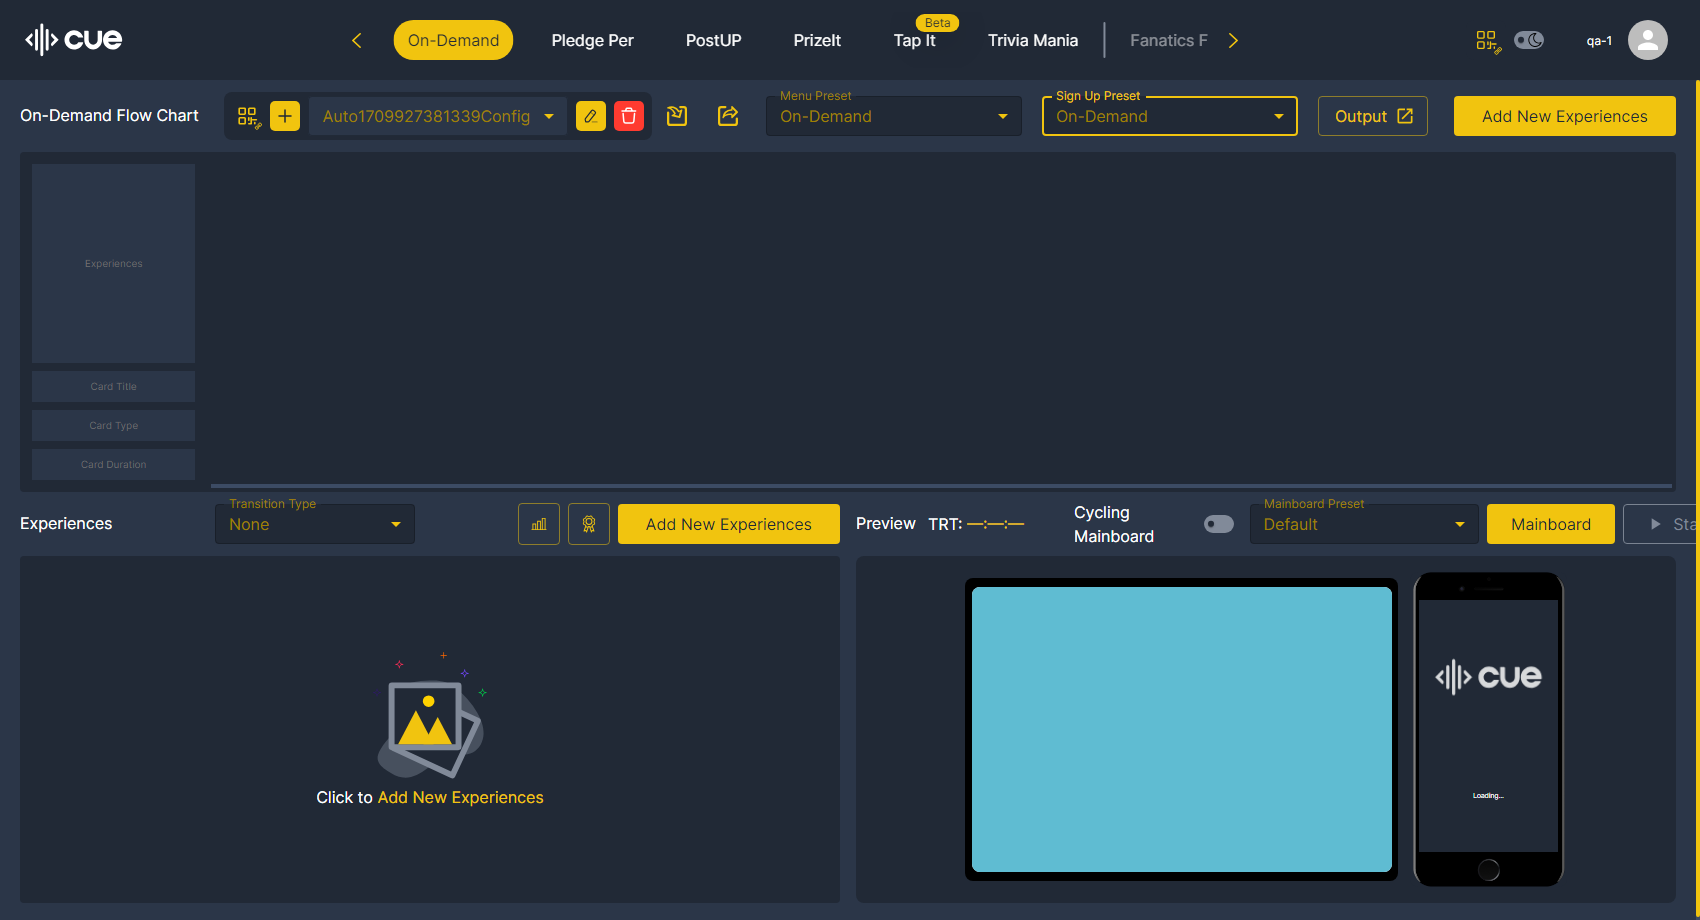 cue
On-Demand
Pledge Per
PostUP
PrizeIt
Beta
Tap It
Trivia Mania
Fanatics F
qa-1
On-Demand Flow Chart
Auto1709927381339Config
Menu Preset
On-Demand
Sign Up Preset
On-Demand
Output
Add New Experiences
Experiences
Card Title
Card Type
Card Duration
Experiences
Transition Type
None
Add New Experiences
Preview
TRT: —:—:—
Cycling
Mainboard
Mainboard Preset
Default
Mainboard
Sta
Click to Add New Experiences
cue
Loading...